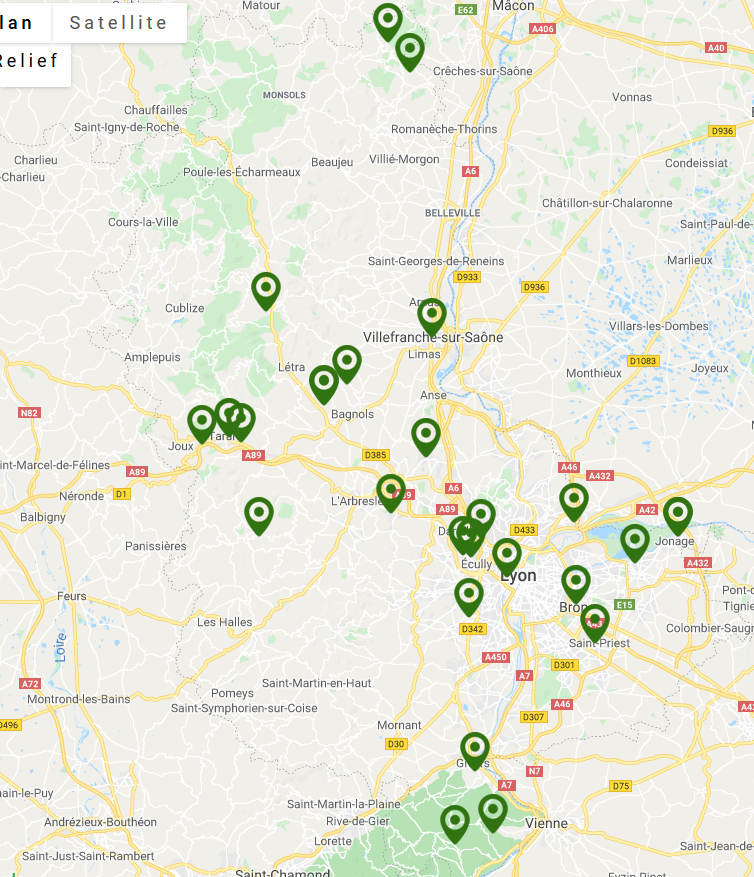 Matour
E62
Mâcon
lan
Satellite
A406
A40
Relief
Crêches-sur-Saône
MONSOLS
Vonnas
Chauffailles
Saint-Igny-de-Roche
Romanèche-Thorins
D936
Charlieu
-Charlieu
Beaujeu
Villié-Morgon
Condeissiat
Poule-les-Écharmeaux
A6
Châtillon-sur-Chalaronne
BELLEVILLE
Cours-la-Ville
Saint-Paul-de-
Saint-Georges-de-Reneins
Marlieux
D933
D936
Cublize
Villars-les-Dombes
Villefranche-sur-Saône
Limas
Amplepuis
Létra
D1083
Monthieux
Joyeux
Anse
N82
Bagnols
Joux
A89
D385
int-Marcel-de-Félines
A89
A46
A432
Néronde
D1
A6
L'Arbresle
A89
A42
Balbigny
D433
Panissières
Jonage
Écully
A432
Lyon
Feurs
Bron
E15
Les Halles
D342
Colombier-Saugn
Saint-Priest
Loire
A450
D301
A72
Saint-Martin-en-Haut
A7
Montrond-les-Bains
Pomeys
Saint-Symphorien-sur-Coise
A46
D307
D496
Mornant
D30
N7
A7
D75
ain-le-Puy
Saint-Martin-la-Plaine
Andrézieux-Bouthéon
Rive-de-Gier
Vienne
Lorette
Saint-Jean-de-
Saint-Just-Saint-Rambert
Saint-Chamond